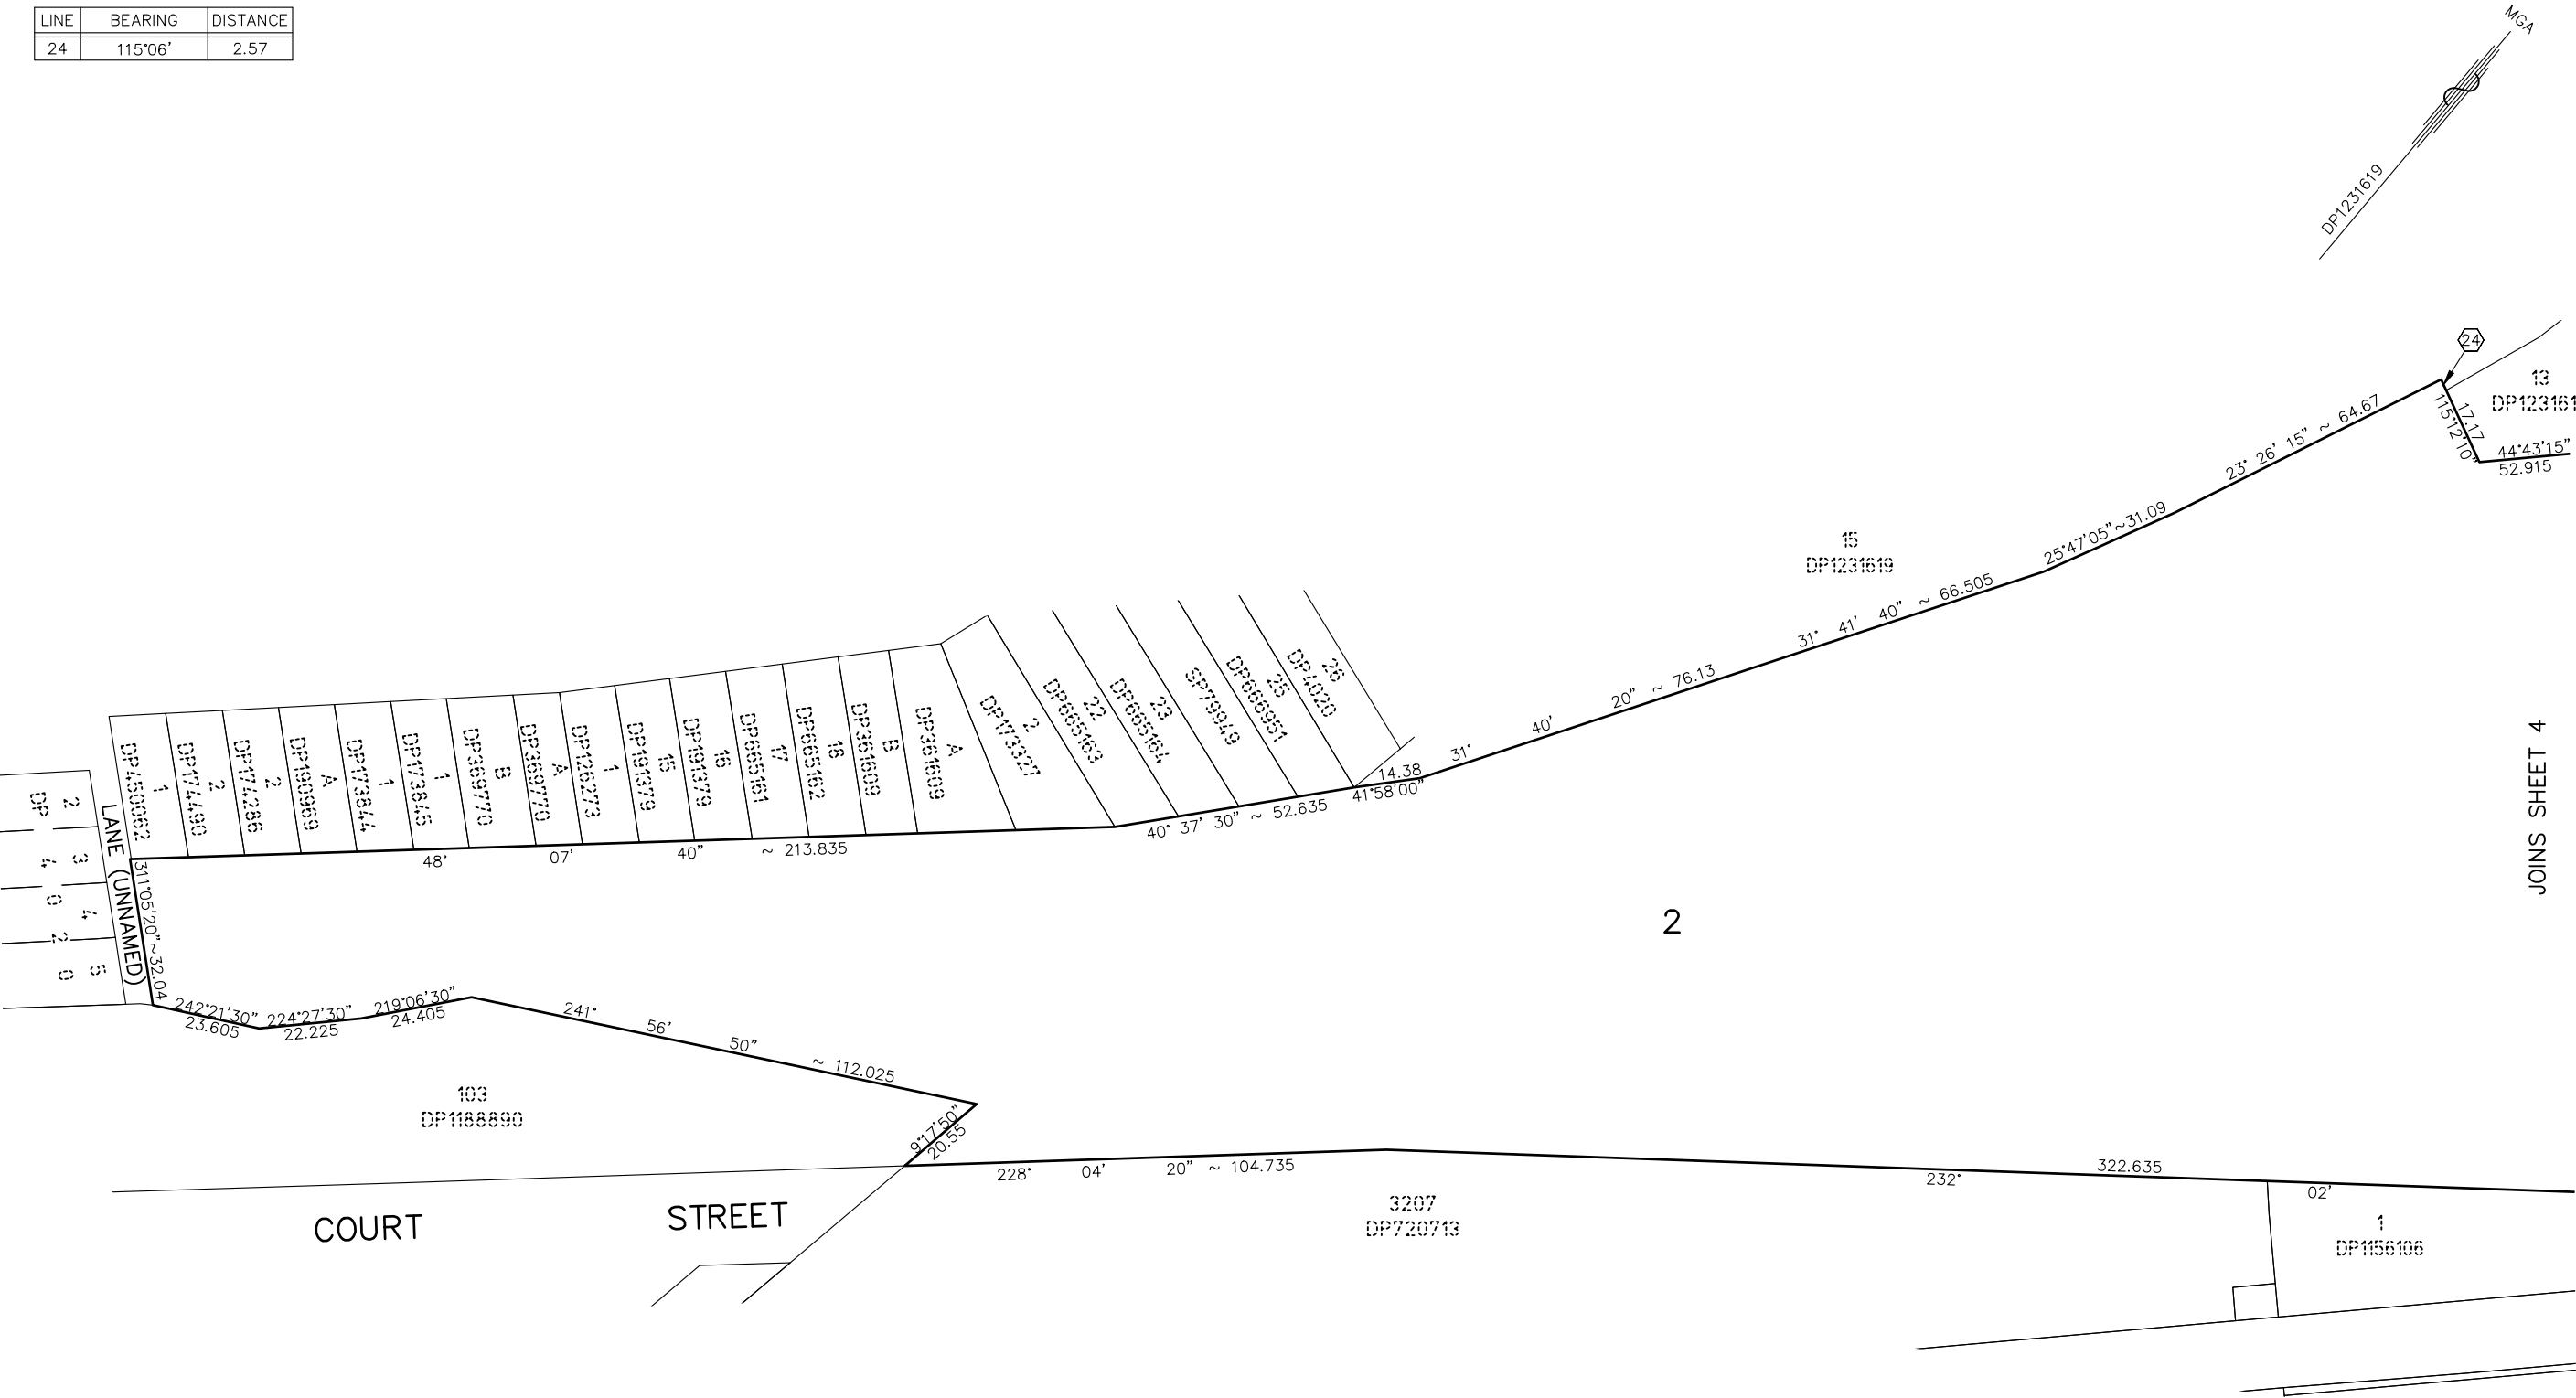 LINE BEARING DISTANCE
24 115°06' 2.57
MGA
DP1231619
24
13
DP123161
115°12'10"
17.17
44°43'15"
52.915
23° 26' 15" ~ 64.67
25°47'05"~31.09
15
DP1231619
31° 41' 40" ~ 66.505
31° 40' 20" ~ 76.13
14.38
41°58'00"
40° 37' 30" ~ 52.635
48° 07' 40" ~ 213.835
1
DP450062
2
DP174490
2
DP174286
A
DP190969
1
DP173844
1
DP173845
B
DP369770
A
DP369770
1
DP126273
15
DP191379
16
DP191379
17
DP665161
18
DP665162
B
DP361609
A
DP361609
2
DP173327
22
DP665163
23
DP665164
SP79949
25
DP666951
26
DP4020
JOINS SHEET 4
2
2
3
4
5
DP 4020
LANE (UNNAMED)
311°05'20"~32.04
242°21'30"
23.605
224°27'30"
22.225
219°06'30"
24.405
241° 56' 50" ~ 112.025
103
DP1188890
9°17'50"
20.55
228° 04' 20" ~ 104.735
322.635
232° 02'
COURT STREET
3207
DP720713
1
DP1156106